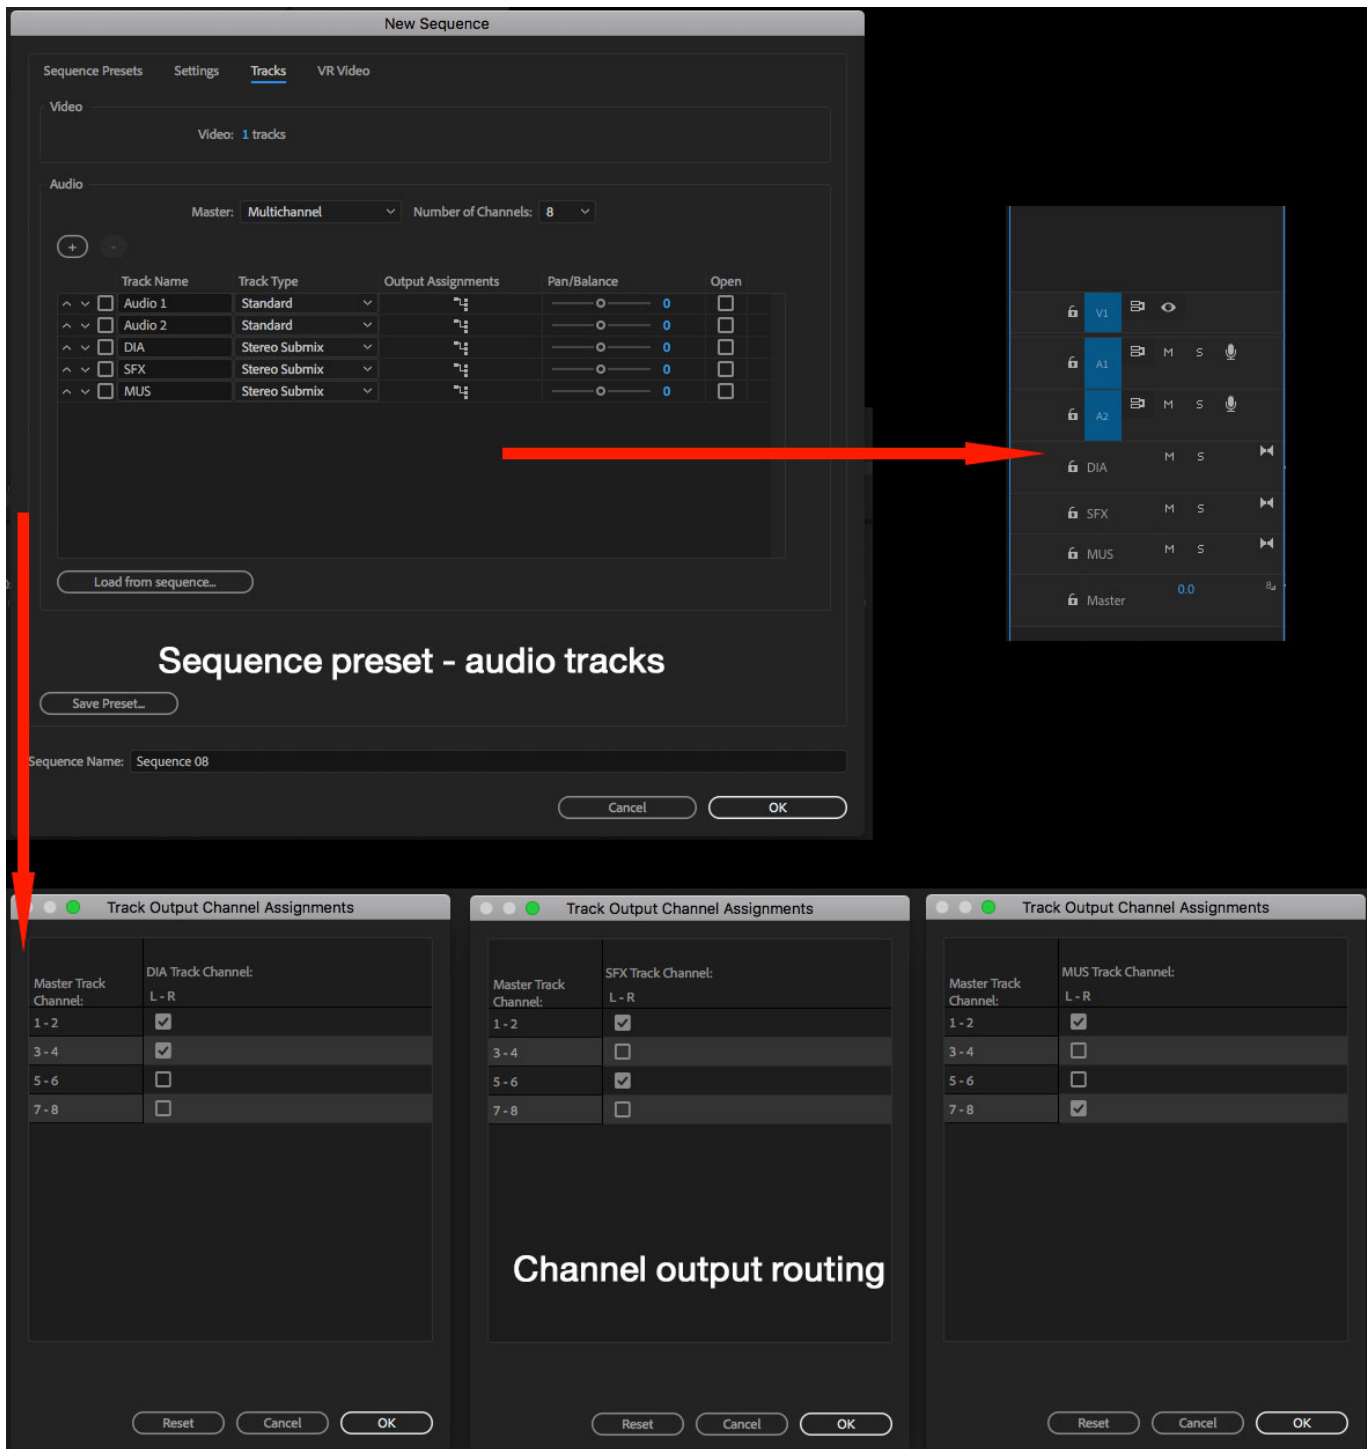 New Sequence
Sequence Presets Settings Tracks VR Video
Video
Video: 1 tracks
Audio
Master: Multichannel Number of Channels: 8
+ -
Track Name Track Type Output Assignments Pan/Balance Open
Audio 1 Standard 0
Audio 2 Standard 0
DIA Stereo Submix 0
SFX Stereo Submix 0
MUS Stereo Submix 0
Load from sequence...
Sequence preset - audio tracks
Save Preset...
Sequence Name: Sequence 08
Cancel OK
V1
A1 M S
A2 M S
DIA M S
SFX M S
MUS M S
Master 0.0 8
Track Output Channel Assignments
Master Track Channel:
DIA Track Channel:
L - R
1 - 2
3 - 4
5 - 6
7 - 8
Reset Cancel OK
Track Output Channel Assignments
Master Track Channel:
SFX Track Channel:
L - R
1 - 2
3 - 4
5 - 6
7 - 8
Channel output routing
Reset Cancel OK
Track Output Channel Assignments
Master Track Channel:
MUS Track Channel:
L - R
1 - 2
3 - 4
5 - 6
7 - 8
Reset Cancel OK